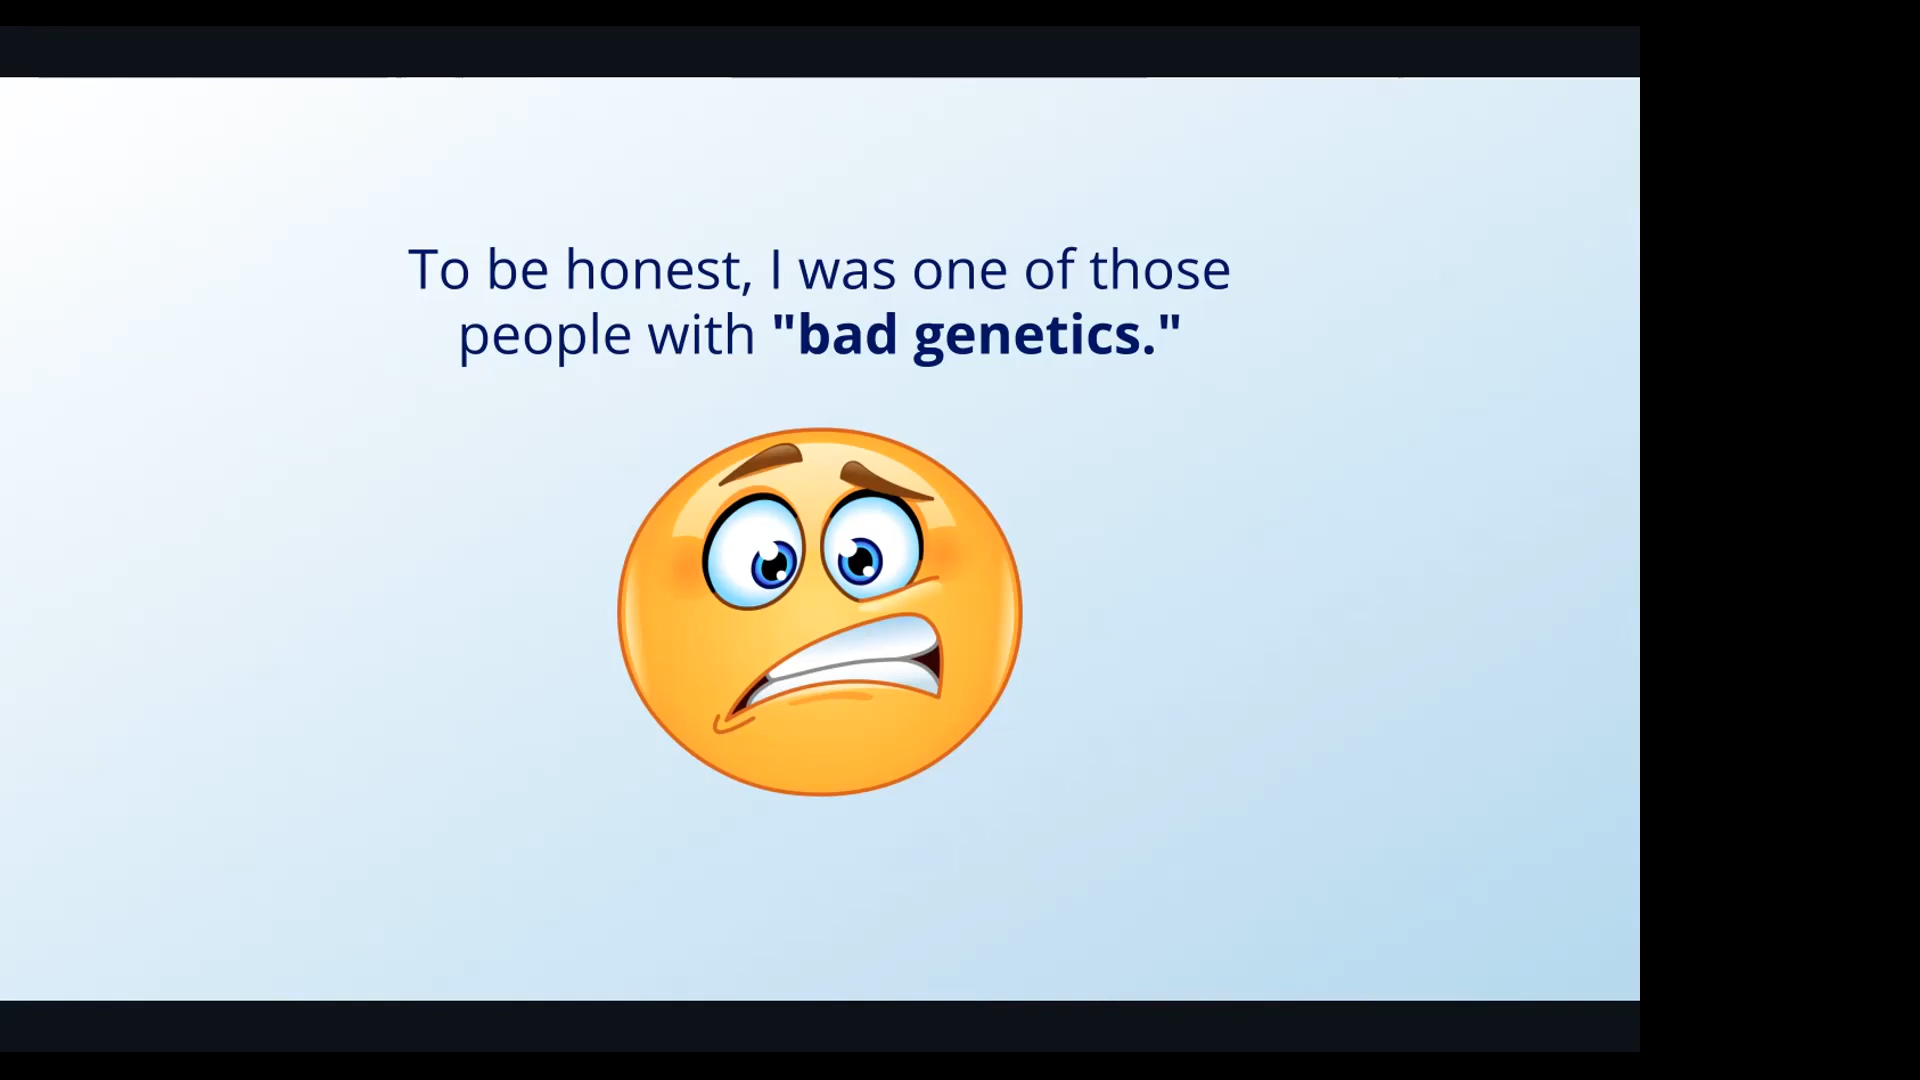 To be honest, I was one of those
people with "bad genetics."